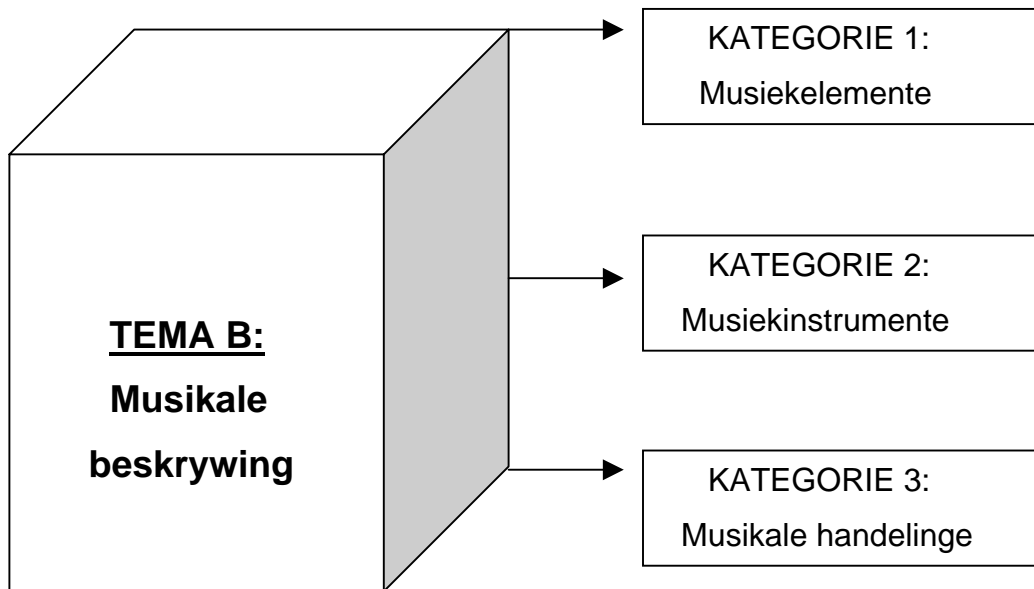 TEMA B:
Musikale
beskrywing
KATEGORIE 1:
Musiekelemente
KATEGORIE 2:
Musiekinstrumente
KATEGORIE 3:
Musikale handelinge